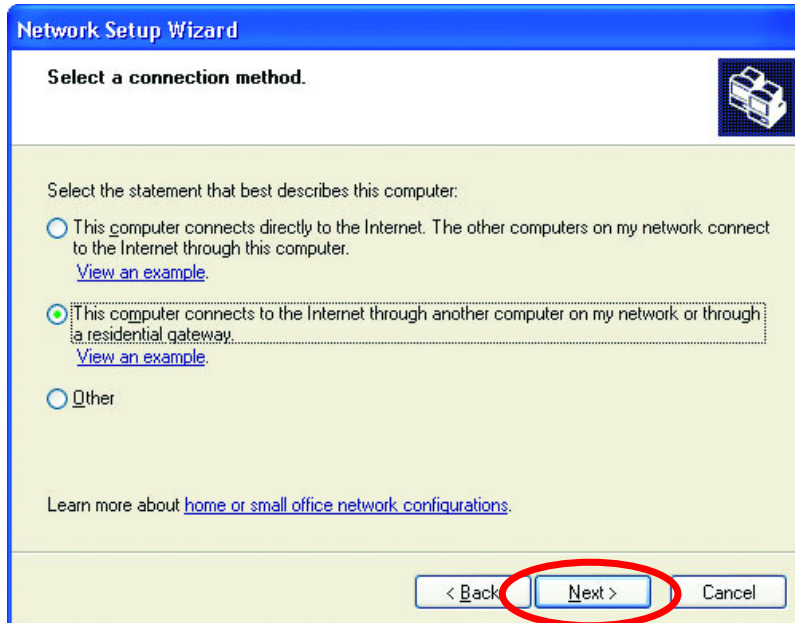 Network Setup Wizard
Select a connection method.
Select the statement that best describes this computer:
This computer connects directly to the Internet. The other computers on my network connect
to the Internet through this computer.
View an example.
This computer connects to the Internet through another computer on my network or through
a residential gateway.
View an example.
Other
Learn more about home or small office network configurations.
< Back
Next >
Cancel